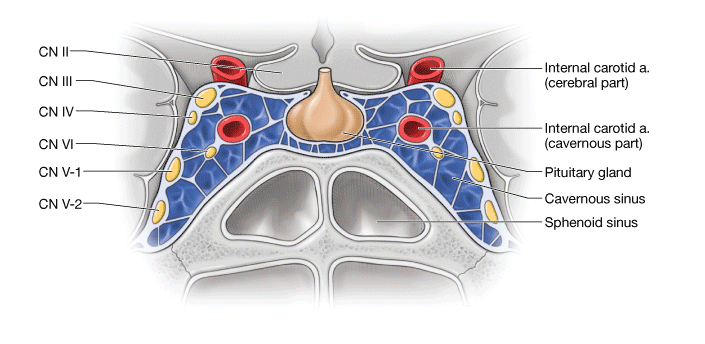 CN II
CN III
CN IV
CN VI
CN V-1
CN V-2
Internal carotid a.
(cerebral part)
Internal carotid a.
(cavernous part)
Pituitary gland
Cavernous sinus
Sphenoid sinus